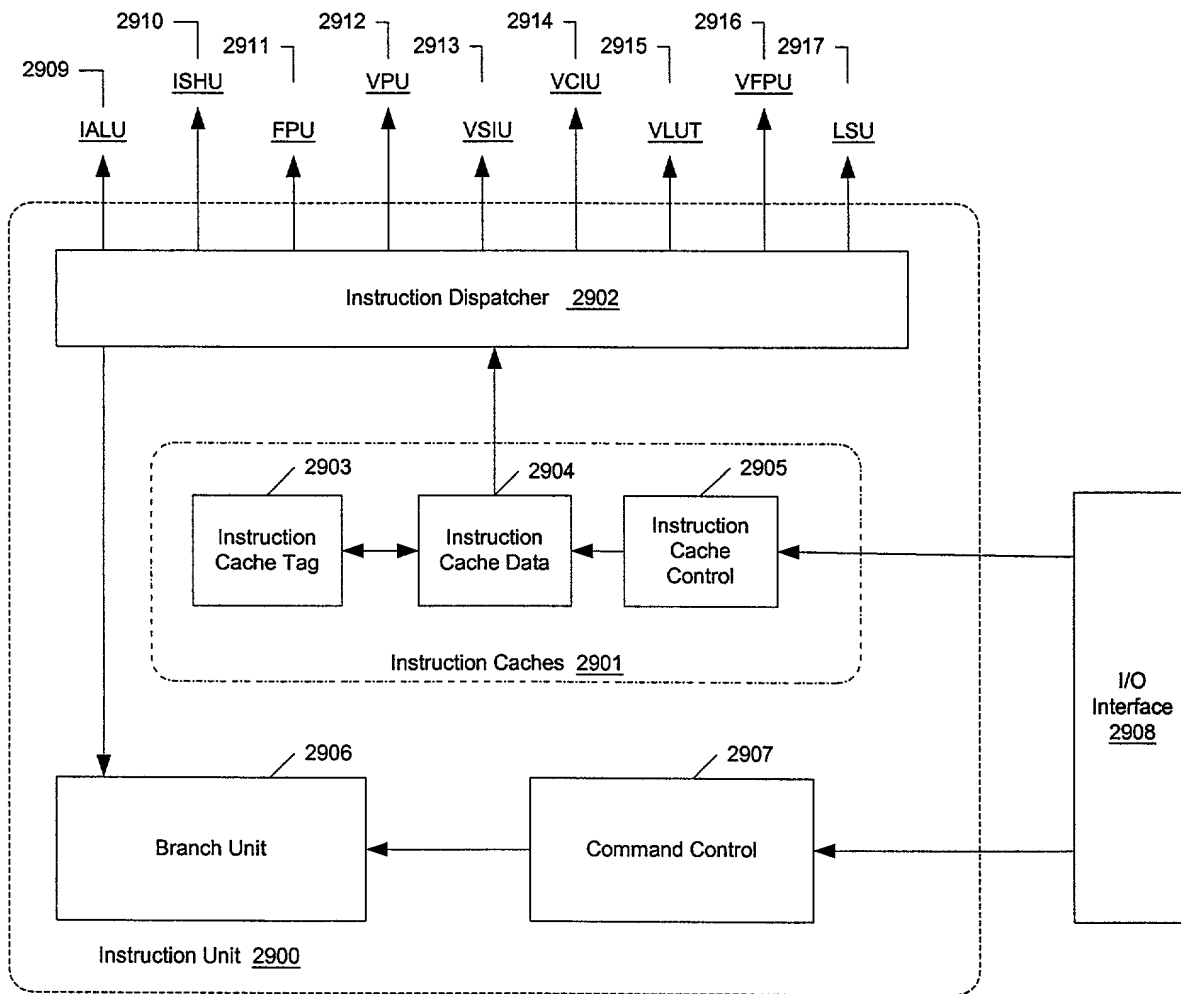 2910
2912
2914
2916
2911
2913
2915
2917
2909
ISHU
VPU
VCIU
VFPU
IALU
FPU
VSIU
VLUT
LSU
Instruction Dispatcher 2902
2903
2904
2905
Instruction
Cache Tag
Instruction
Cache Data
Instruction
Cache
Control
Instruction Caches 2901
I/O
Interface
2908
2906
2907
Branch Unit
Command Control
Instruction Unit 2900